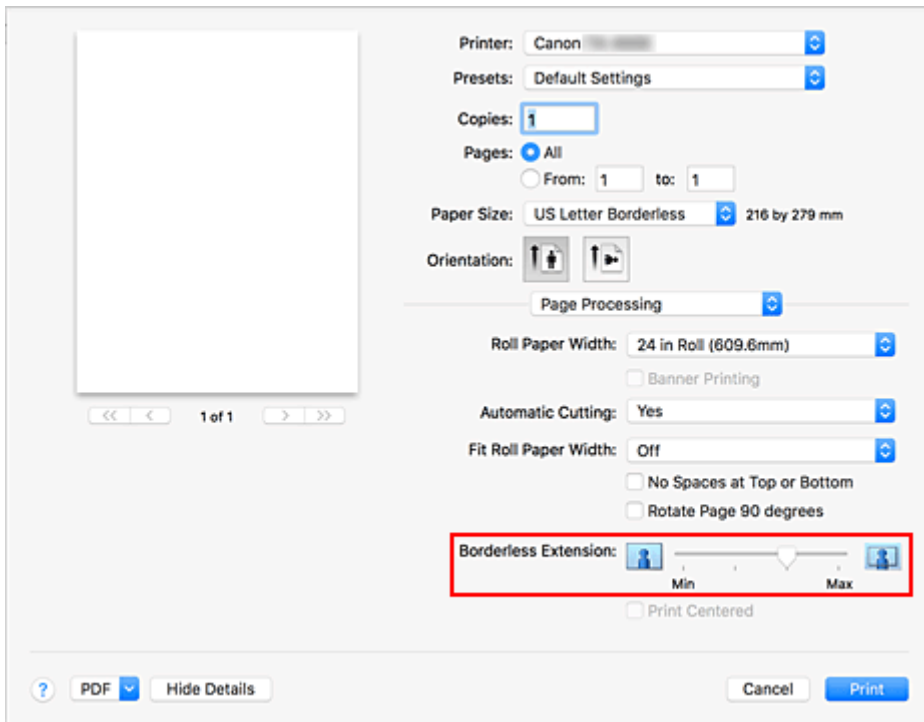 Printer: Canon
Presets: Default Settings
Copies: 1
Pages: All
From: 1 to: 1
Paper Size: US Letter Borderless 216 by 279 mm
Orientation:
Page Processing
Roll Paper Width: 24 in Roll (609.6mm)
Banner Printing
<< < 1 of 1 > >>
Automatic Cutting: Yes
Fit Roll Paper Width: Off
No Spaces at Top or Bottom
Rotate Page 90 degrees
Borderless Extension:
Min Max
Print Centered
? PDF Hide Details Cancel Print